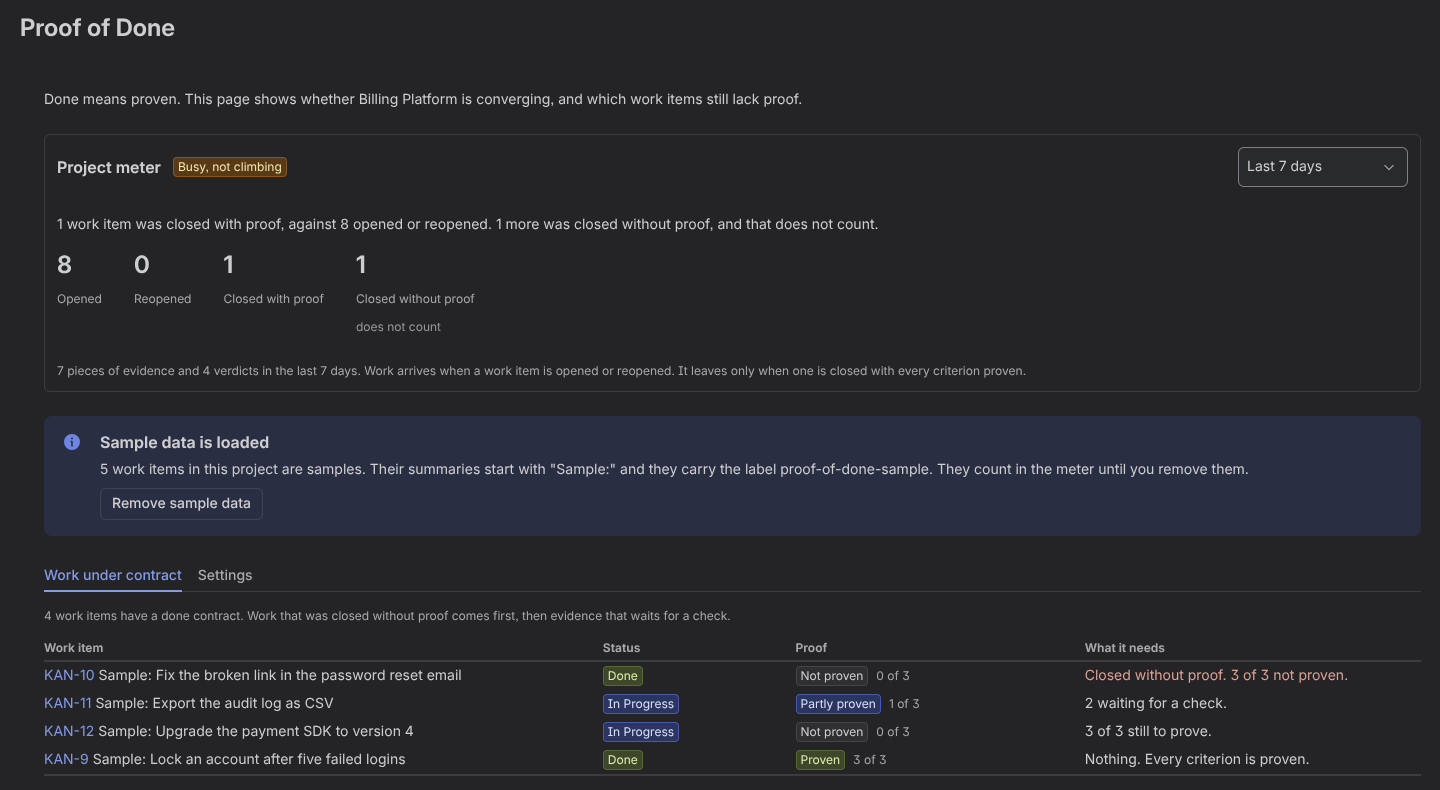 Proof of Done
Done means proven. This page shows whether Billing Platform is converging, and which work items still lack proof.
Project meter Busy, not climbing Last 7 days
1 work item was closed with proof, against 8 opened or reopened. 1 more was closed without proof, and that does not count.
8 0 1 1
Opened Reopened Closed with proof Closed without proof
does not count
7 pieces of evidence and 4 verdicts in the last 7 days. Work arrives when a work item is opened or reopened. It leaves only when one is closed with every criterion proven.
Sample data is loaded
5 work items in this project are samples. Their summaries start with "Sample:" and they carry the label proof-of-done-sample. They count in the meter until you remove them.
Remove sample data
Work under contract Settings
4 work items have a done contract. Work that was closed without proof comes first, then evidence that waits for a check.
Work item Status Proof What it needs
KAN-10 Sample: Fix the broken link in the password reset email Done Not proven 0 of 3 Closed without proof. 3 of 3 not proven.
KAN-11 Sample: Export the audit log as CSV In Progress Partly proven 1 of 3 2 waiting for a check.
KAN-12 Sample: Upgrade the payment SDK to version 4 In Progress Not proven 0 of 3 3 of 3 still to prove.
KAN-9 Sample: Lock an account after five failed logins Done Proven 3 of 3 Nothing. Every criterion is proven.